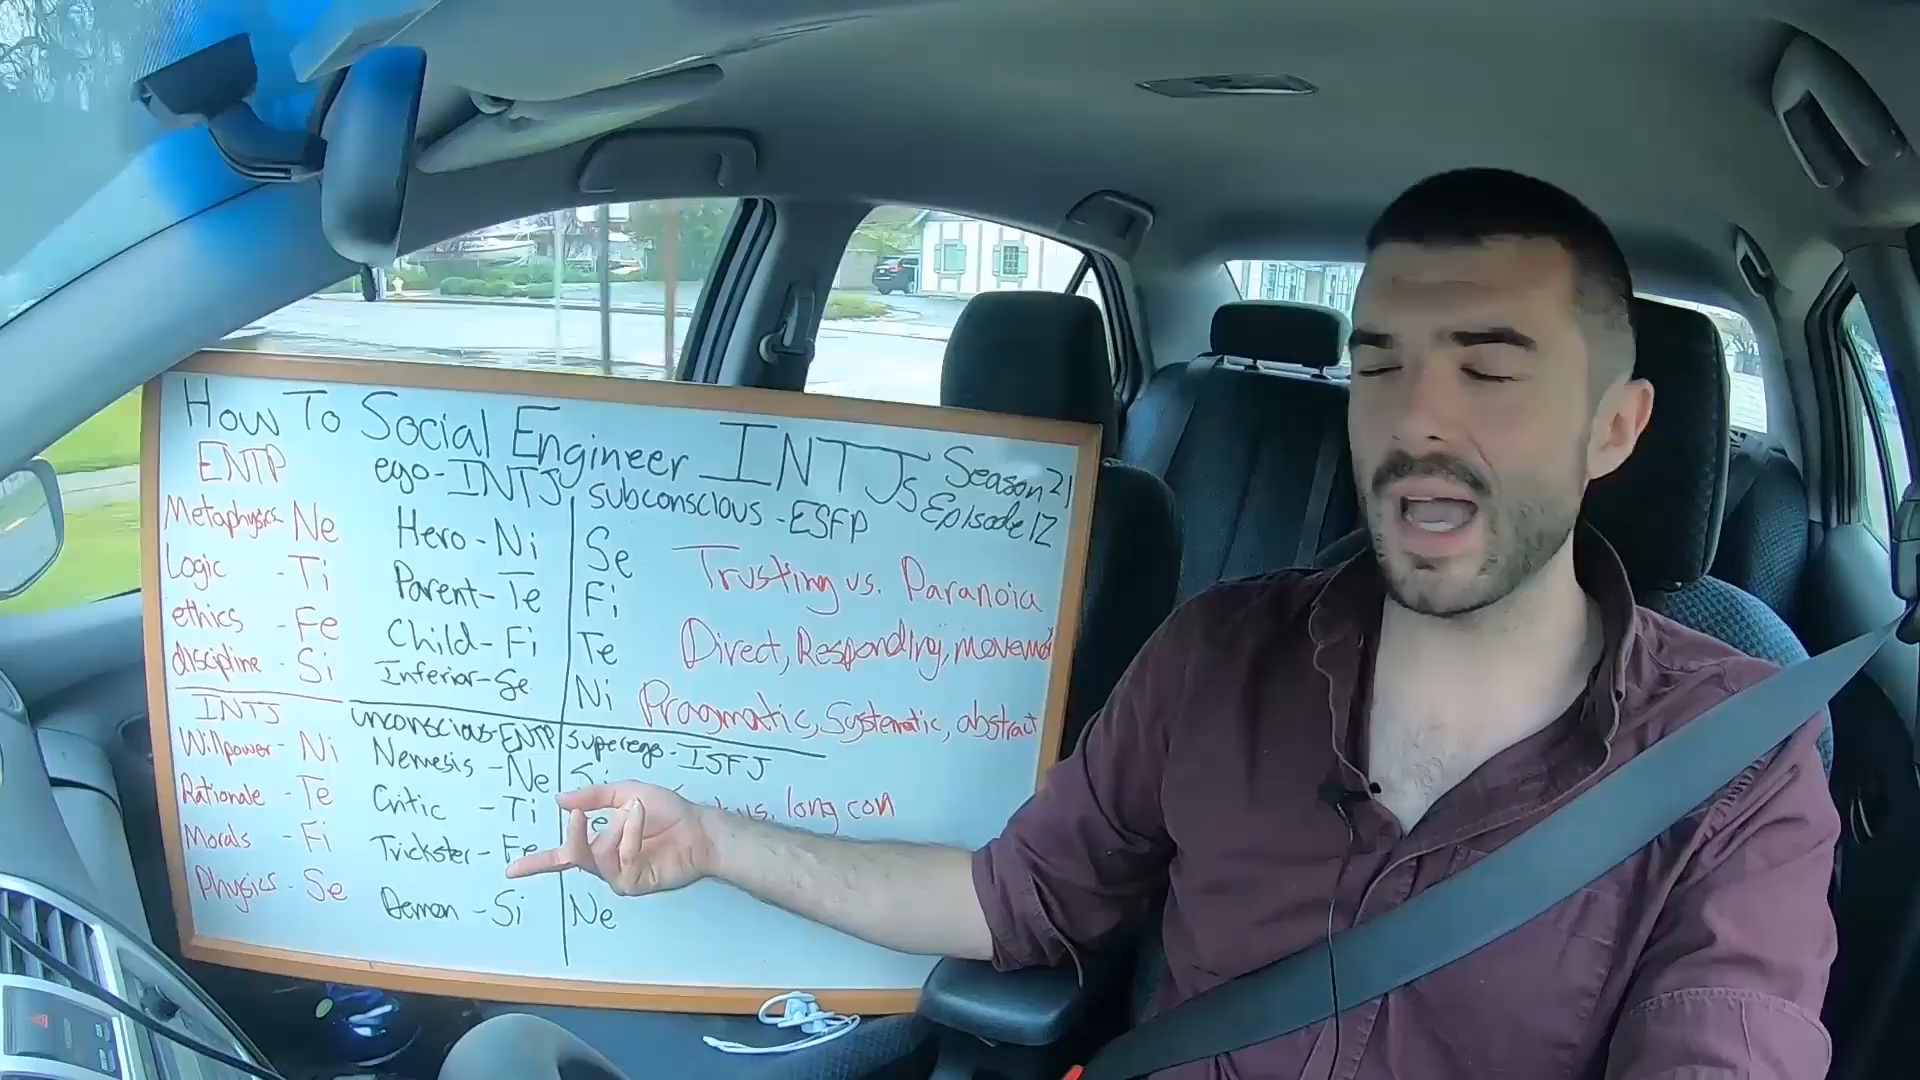 How To Social Engineer INTJs
Season 21
Episode 12
ENTP
Metaphysics Ne
Logic - Ti
ethics - Fe
discipline - Si
INTJ
Willpower - Ni
Rationale - Te
Morals - Fi
Physics - Se
ego - INTJ
Hero - Ni
Parent - Te
Child - Fi
Inferior - Se
subconscious - ESFP
Se
Fi
Te
Ni
Trusting vs. Paranoia
Direct, Responding, movement
Pragmatic, Systematic, abstract
unconscious - ENTP
Nemesis - Ne
Critic - Ti
Trickster - Fe
Demon - Si
superego - ISFJ
Si
Ne
vs. long con